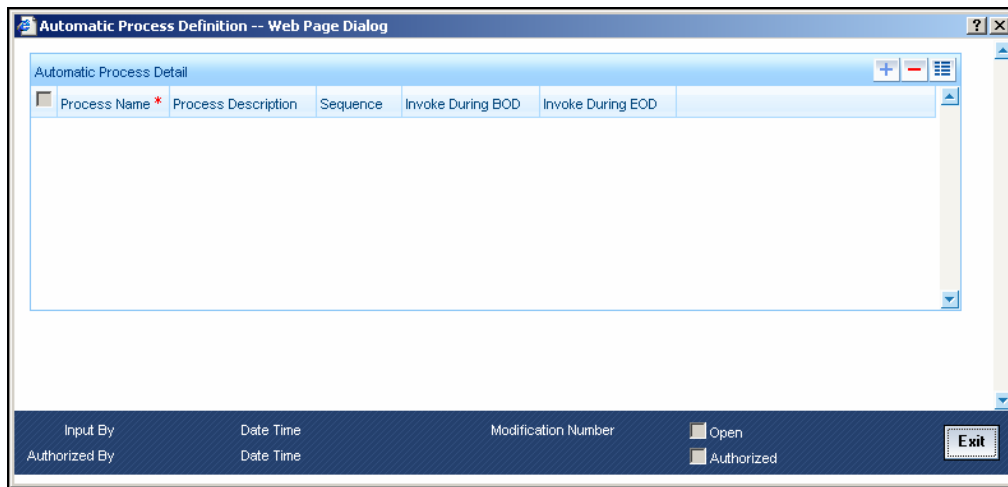 Automatic Process Definition -- Web Page Dialog
Automatic Process Detail
Process Name * Process Description Sequence Invoke During BOD Invoke During EOD
Input By Date Time Modification Number Open
Authorized By Date Time Authorized
Exit